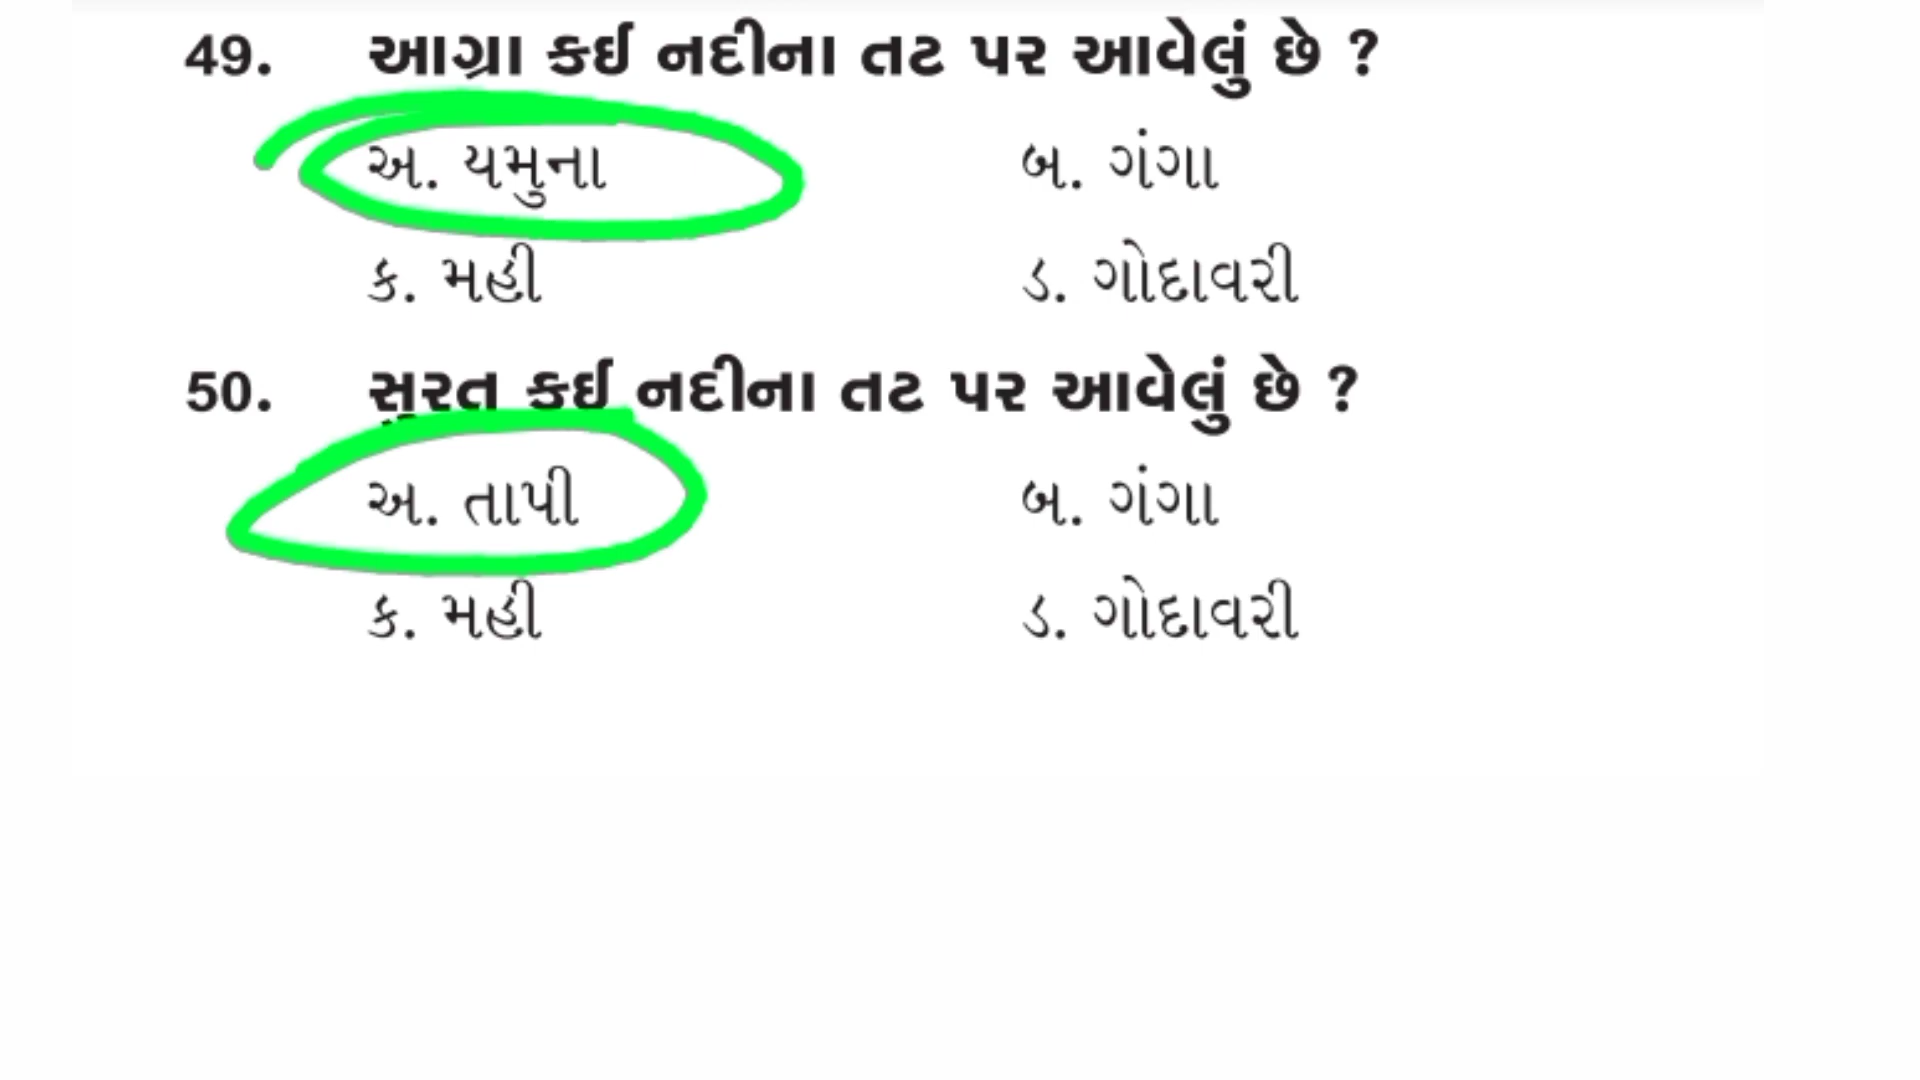 49. આગ્રા કઈ નદીના તટ પર આવેલું છે ?
અ. યમુના બ. ગંગા
ક. મહી ડ. ગોદાવરી
50. સુરત કઈ નદીના તટ પર આવેલું છે ?
અ. તાપી બ. ગંગા
ક. મહી ડ. ગોદાવરી